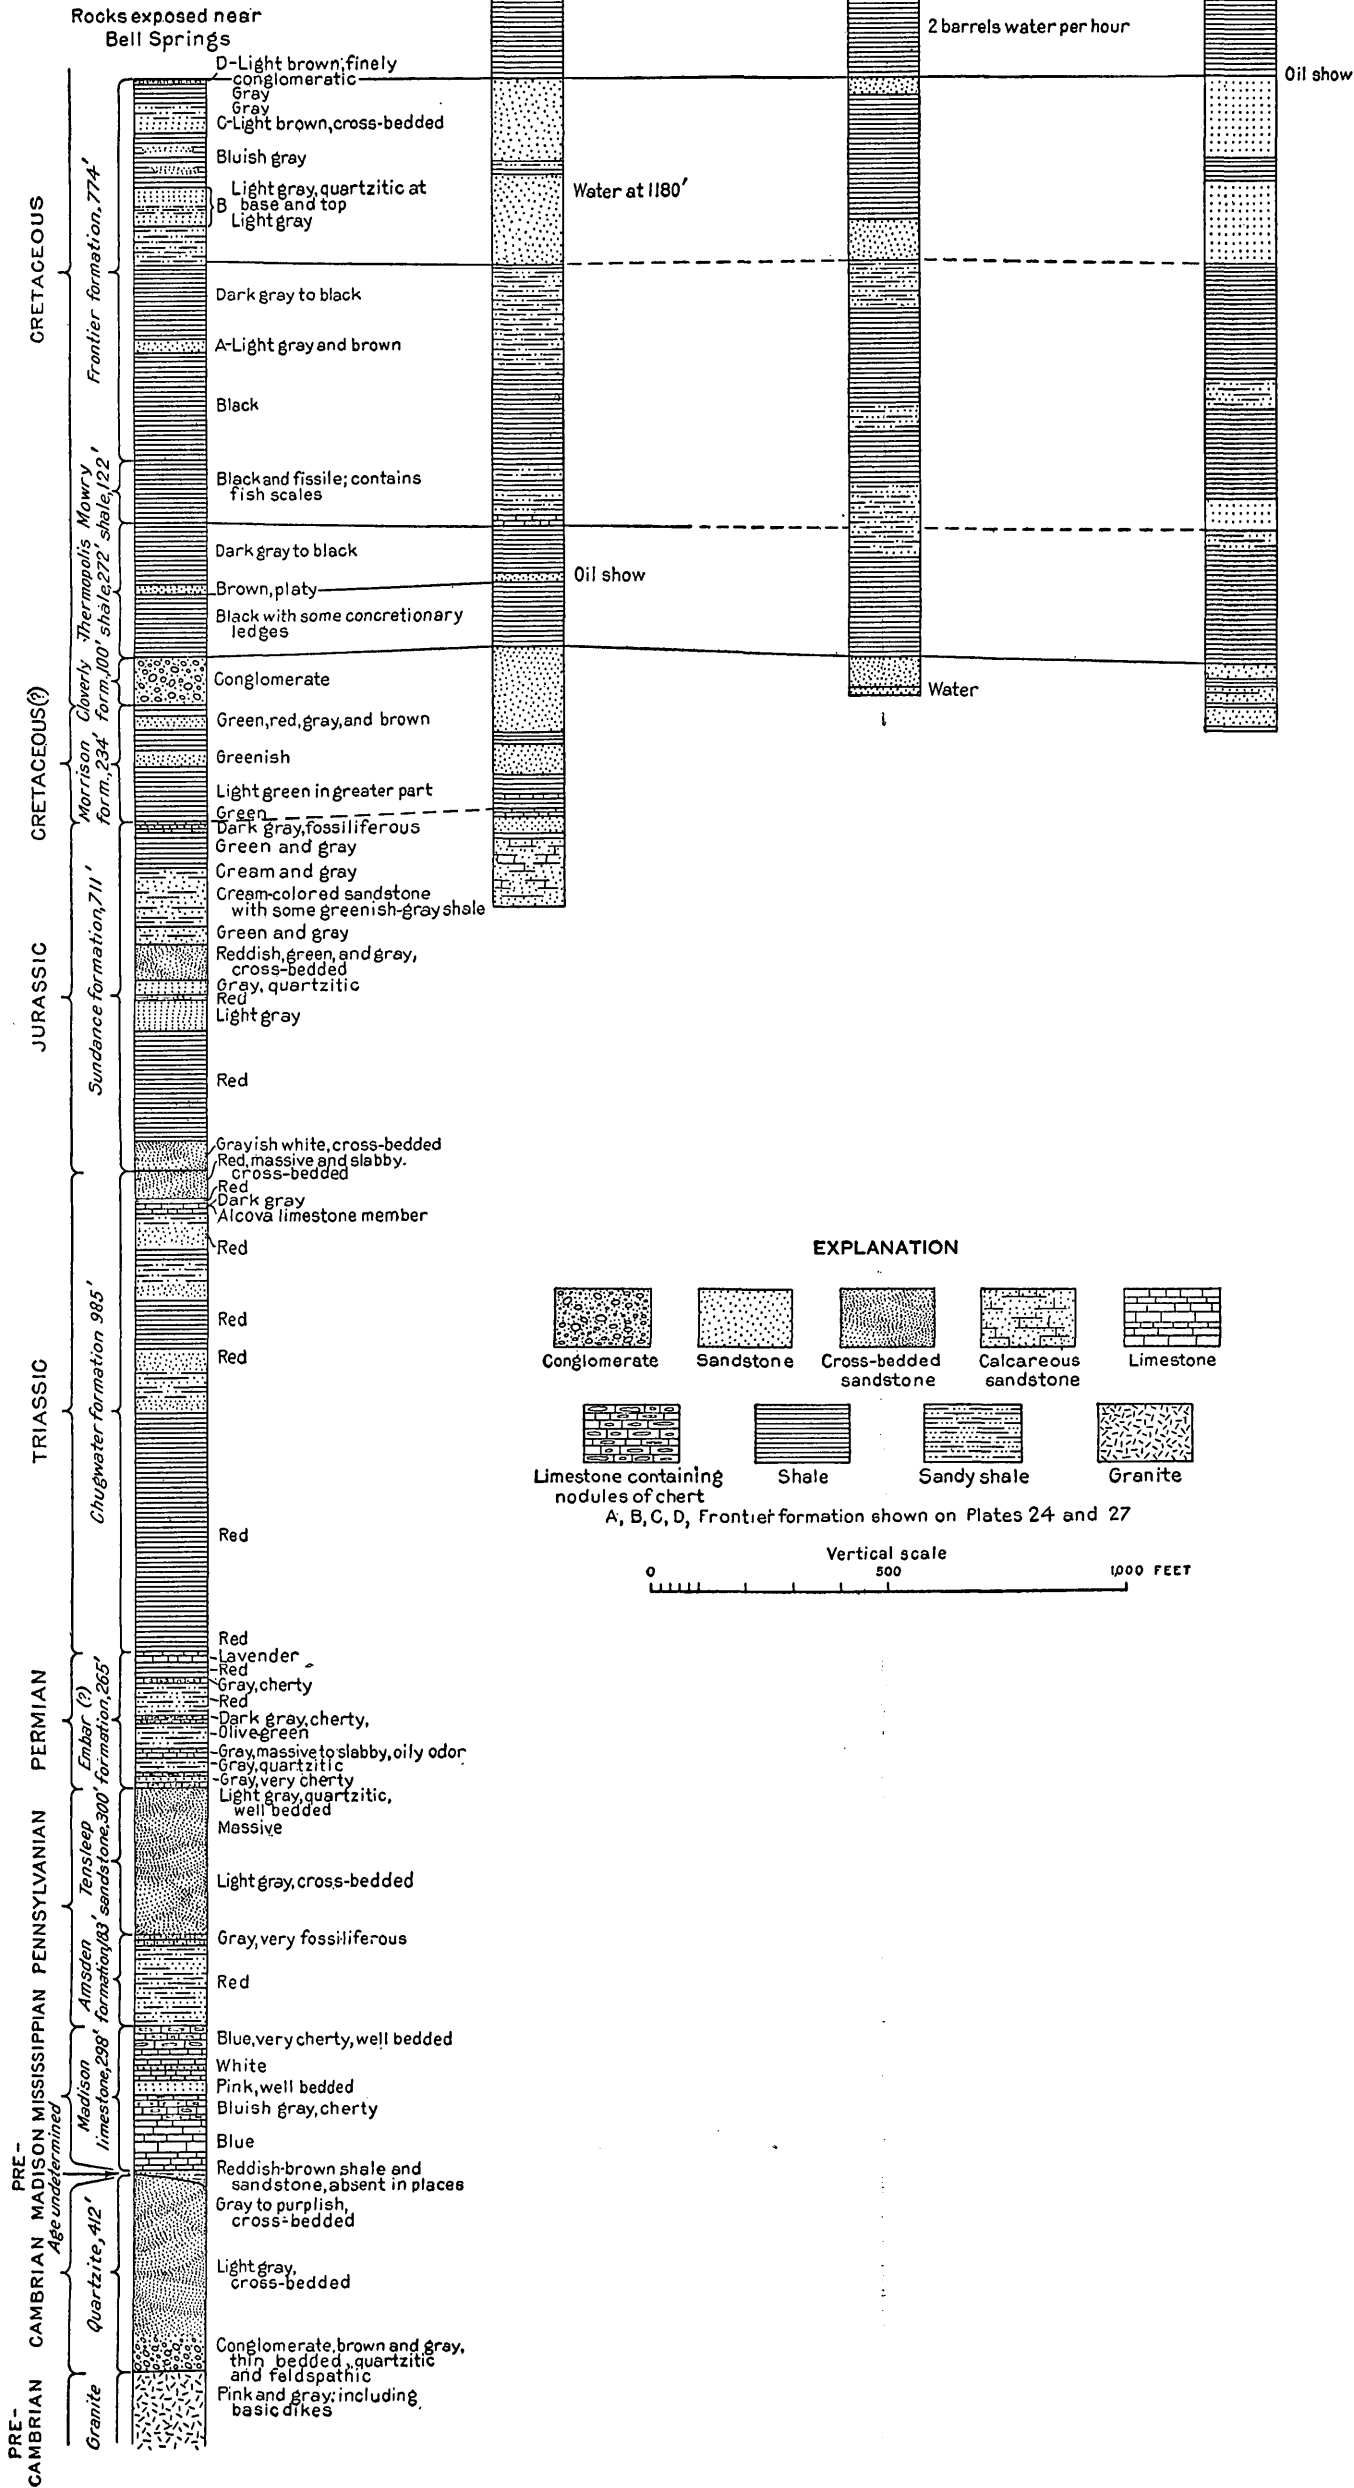 Rocks exposed near
Bell Springs
D-Light brown; finely
conglomeratic
Gray
Gray
C-Light brown, cross-bedded
Bluish gray
Light gray, quartzitic at
B base and top
Light gray
Dark gray to black
A-Light gray and brown
Black
Black and fissile; contains
fish scales
Dark gray to black
Brown, platy
Black with some concretionary
ledges
Conglomerate
Green, red, gray, and brown
Greenish
Light green in greater part
Green
Dark gray, fossiliferous
Green and gray
Cream and gray
Cream-colored sandstone
with some greenish-gray shale
Green and gray
Reddish, green, and gray,
cross-bedded
Gray, quartzitic
Red
Light gray
Red
Grayish white, cross-bedded
Red, massive and slabby.
cross-bedded
Red
Dark gray
Alcova limestone member
Red
Red
Red
Red
Red
Lavender
Red
Gray, cherty
Red
Dark gray, cherty,
Olive-green
Gray, massive to slabby, oily odor
Gray, quartzitic
Gray, very cherty
Light gray, quartzitic,
well bedded
Massive
Light gray, cross-bedded
Gray, very fossiliferous
Red
Blue, very cherty, well bedded
White
Pink, well bedded
Bluish gray, cherty
Blue
Reddish-brown shale and
sandstone, absent in places
Gray to purplish,
cross-bedded
Light gray,
cross-bedded
Conglomerate, brown and gray,
thin bedded, quartzitic
and feldspathic
Pink and gray; including
basic dikes
CRETACEOUS
CRETACEOUS(?)
JURASSIC
TRIASSIC
PERMIAN
PENNSYLVANIAN
MISSISSIPPIAN
PRE-
MADISON
Age undetermined
CAMBRIAN
PRE-
CAMBRIAN
Frontier formation, 774'
Mowry
shale, 122'
Thermopolis
shale, 272'
Cloverly
form., 100'
Morrison
form., 234'
Sundance formation, 711'
Chugwater formation 985'
Embar (?)
formation, 265'
Tensleep
sandstone, 300'
Amsden
formation, 183'
Madison
limestone, 298'
Quartzite, 412'
Granite
Water at 1180'
Oil show
2 barrels water per hour
Water
Oil show
EXPLANATION
Conglomerate
Sandstone
Cross-bedded
sandstone
Calcareous
sandstone
Limestone
Limestone containing
nodules of chert
Shale
Sandy shale
Granite
A, B, C, D, Frontier formation shown on Plates 24 and 27
Vertical scale
0 500 1,000 FEET